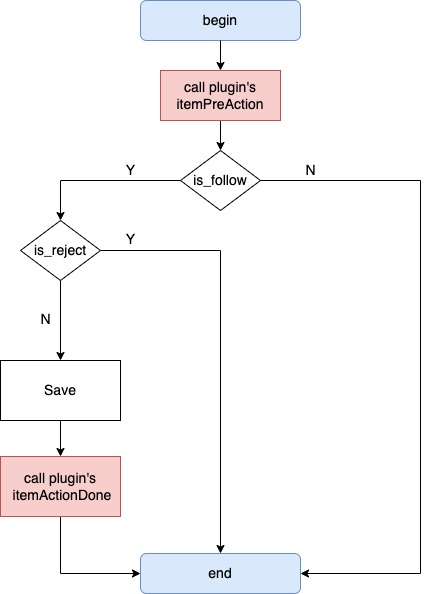 begin
call plugin's
itemPreAction
Y
is_follow
N
is_reject
Y
N
Save
call plugin's
itemActionDone
end